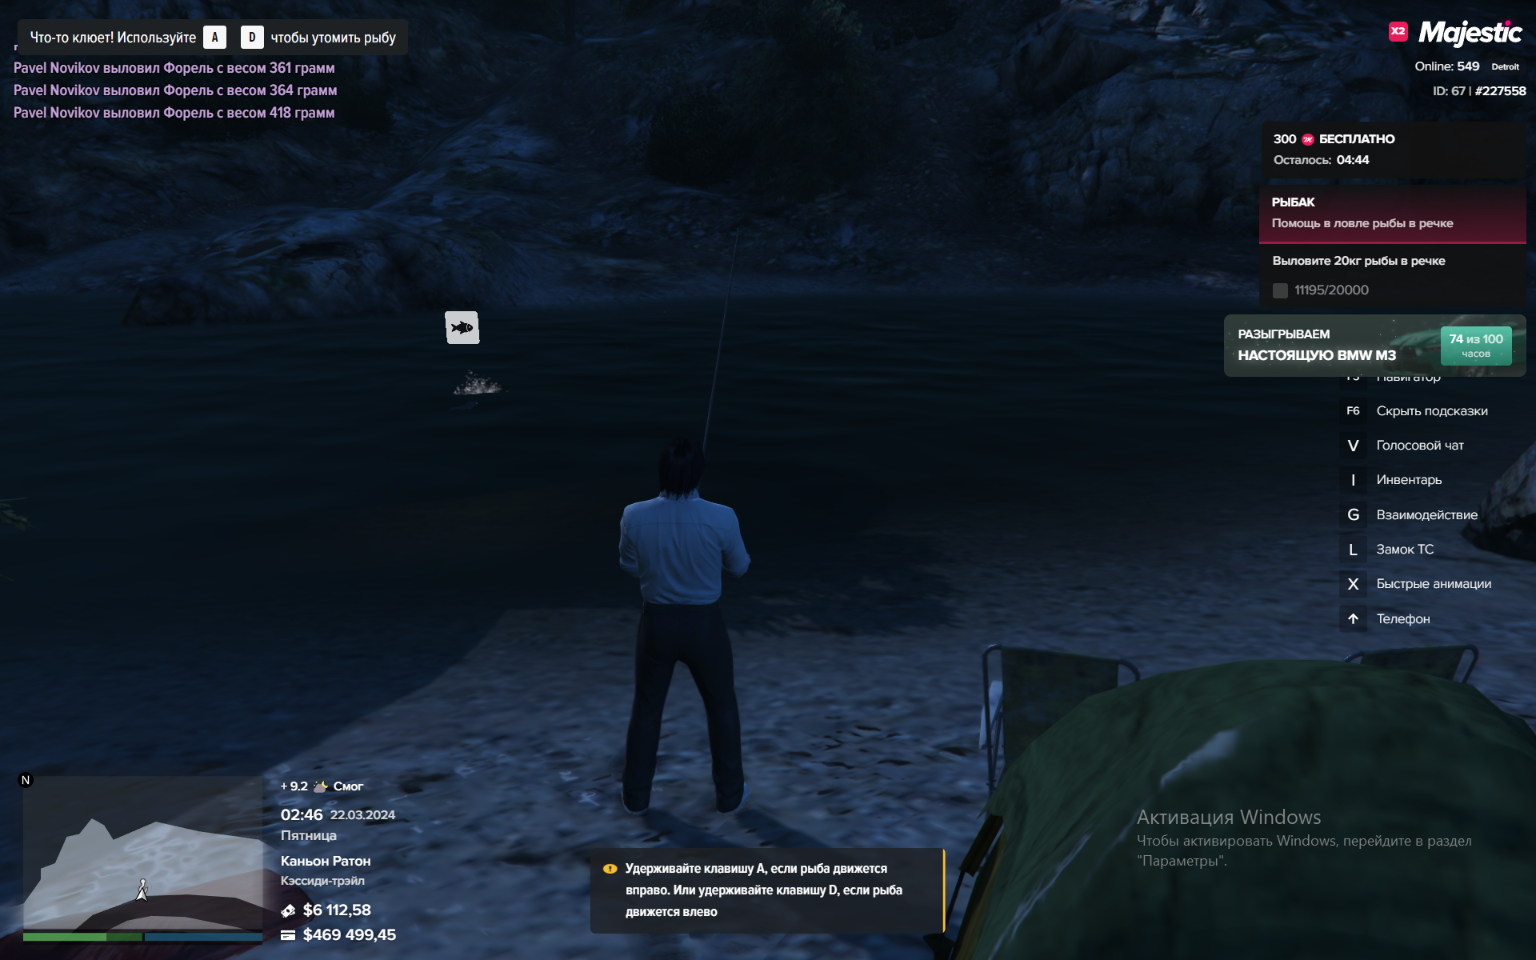 Что-то клюет! Используйте A D чтобы утомить рыбу
Pavel Novikov выловил Форель с весом 361 грамм
Pavel Novikov выловил Форель с весом 364 грамм
Pavel Novikov выловил Форель с весом 418 грамм
X2 Majestic
Online: 549 Detroit
ID: 67 | #227558
300 БЕСПЛАТНО
Осталось: 04:44
РЫБАК
Помощь в ловле рыбы в речке
Выловите 20кг рыбы в речке
11195/20000
РАЗЫГРЫВАЕМ
НАСТОЯЩУЮ BMW M3
74 из 100
часов
Навигатор
F6 Скрыть подсказки
V Голосовой чат
I Инвентарь
G Взаимодействие
L Замок ТС
X Быстрые анимации
↑ Телефон
N
+ 9.2 Смог
02:46 22.03.2024
Пятница
Каньон Ратон
Кэссиди-трэйл
$6 112,58
$469 499,45
Удерживайте клавишу A, если рыба движется
вправо. Или удерживайте клавишу D, если рыба
движется влево
Активация Windows
Чтобы активировать Windows, перейдите в раздел
"Параметры".